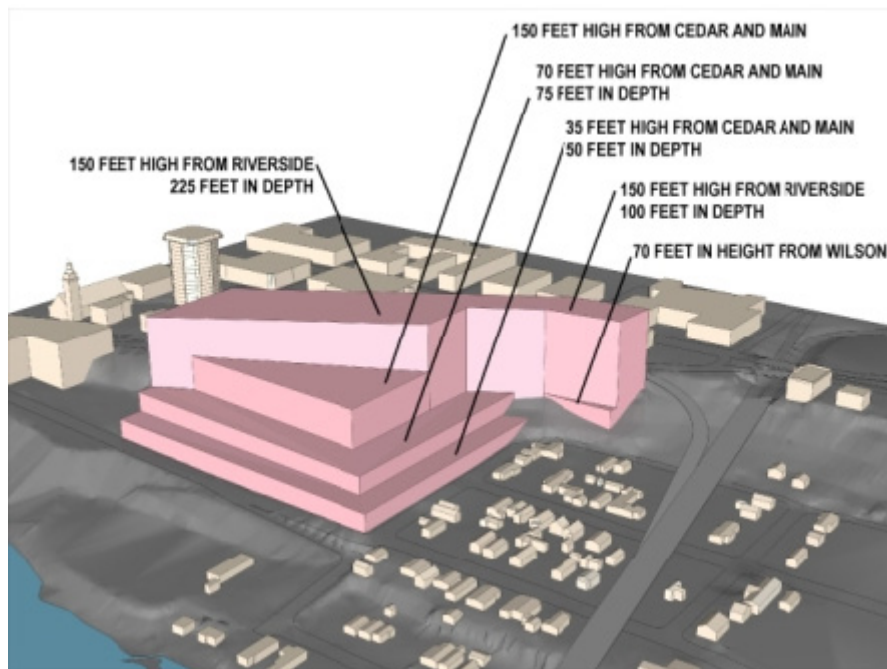 150 FEET HIGH FROM CEDAR AND MAIN
70 FEET HIGH FROM CEDAR AND MAIN
75 FEET IN DEPTH
35 FEET HIGH FROM CEDAR AND MAIN
50 FEET IN DEPTH
150 FEET HIGH FROM RIVERSIDE
225 FEET IN DEPTH
150 FEET HIGH FROM RIVERSIDE
100 FEET IN DEPTH
70 FEET IN HEIGHT FROM WILSON